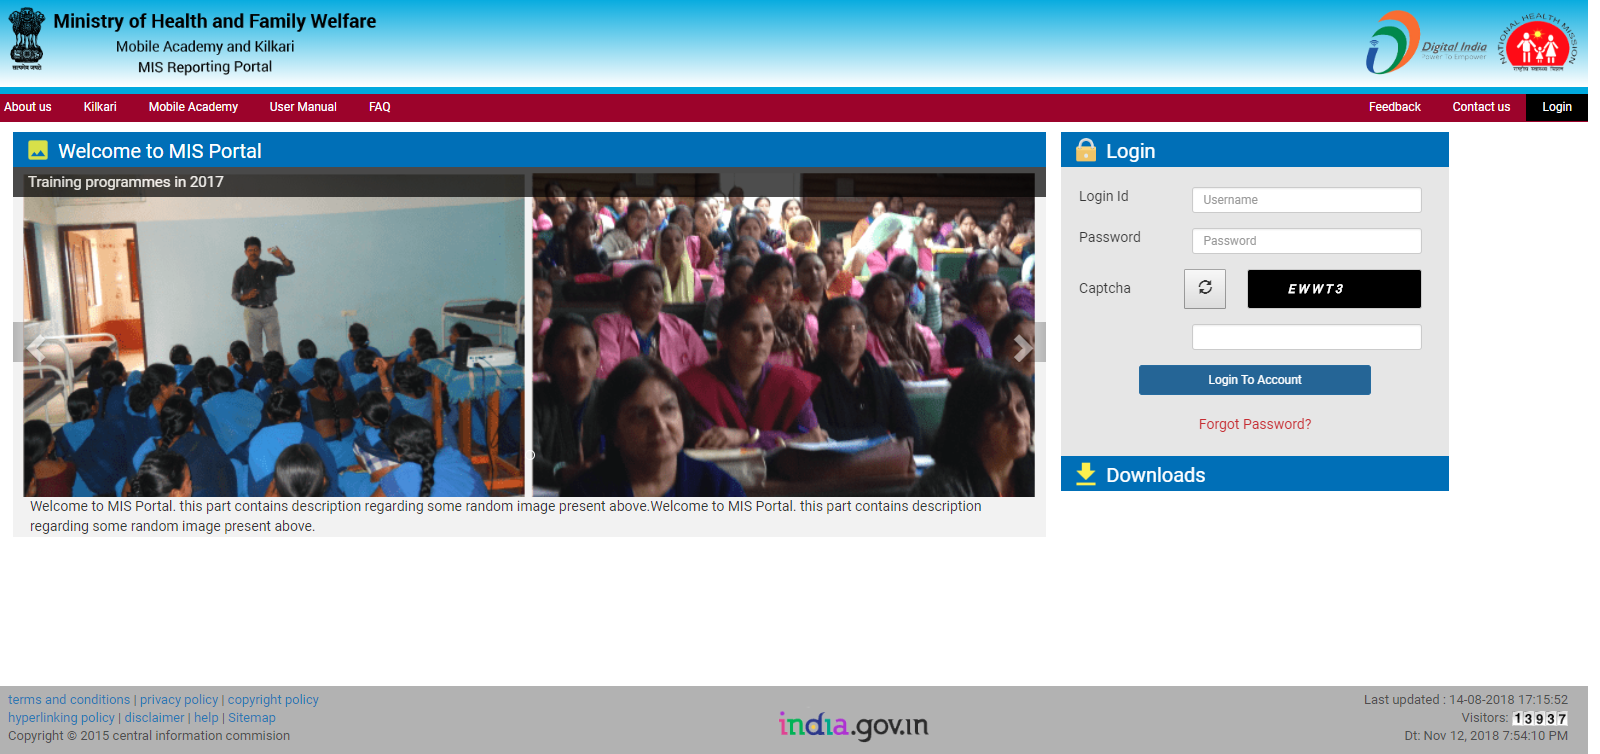 Ministry of Health and Family Welfare
Mobile Academy and Kilkari
MIS Reporting Portal
सत्यमेव जयते
Digital India
Power To Empower
NATIONAL HEALTH MISSION
राष्ट्रीय स्वास्थ्य मिशन
About us Kilkari Mobile Academy User Manual FAQ Feedback Contact us Login
Welcome to MIS Portal
Training programmes in 2017
Welcome to MIS Portal. this part contains description regarding some random image present above.Welcome to MIS Portal. this part contains description
regarding some random image present above.
Login
Login Id Username
Password Password
Captcha EWWT3
Login To Account
Forgot Password?
Downloads
terms and conditions | privacy policy | copyright policy
hyperlinking policy | disclaimer | help | Sitemap
Copyright © 2015 central information commision
india.gov.in
Last updated : 14-08-2018 17:15:52
Visitors: 13937
Dt: Nov 12, 2018 7:54:10 PM